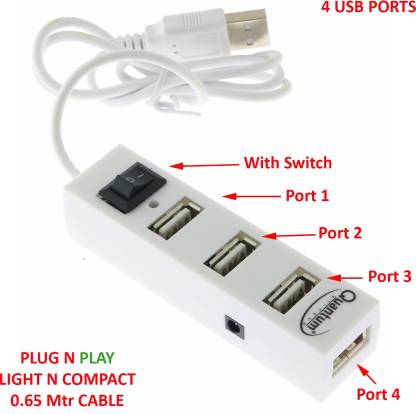 4 USB PORTS
With Switch
Port 1
Port 2
Port 3
Quantum
Port 4
PLUG N PLAY
LIGHT N COMPACT
0.65 Mtr CABLE